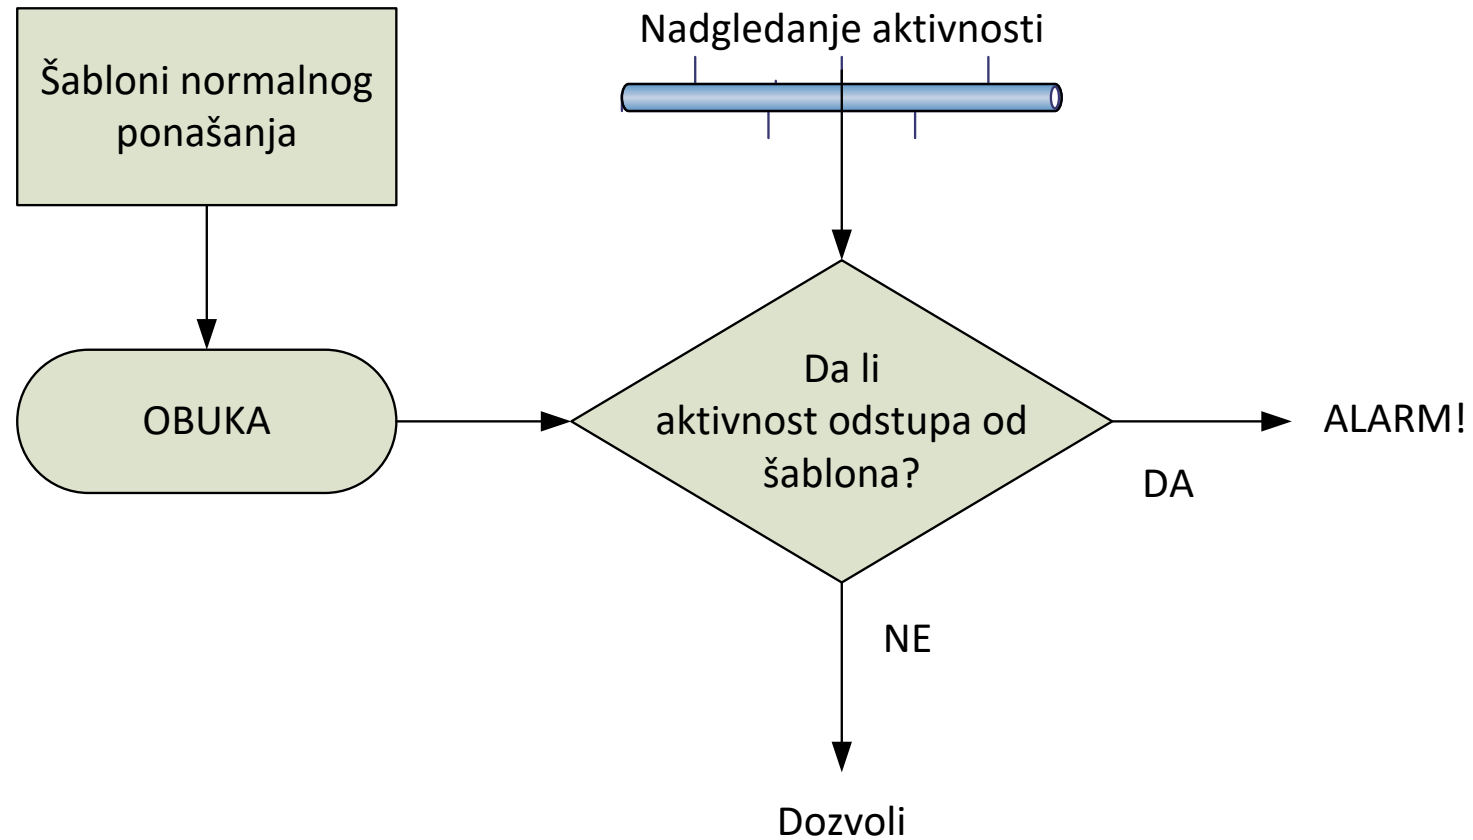 Šabloni normalnog
ponašanja
Nadgledanje aktivnosti
OBUKA
Da li
aktivnost odstupa od
šablona?
ALARM!
DA
NE
Dozvoli